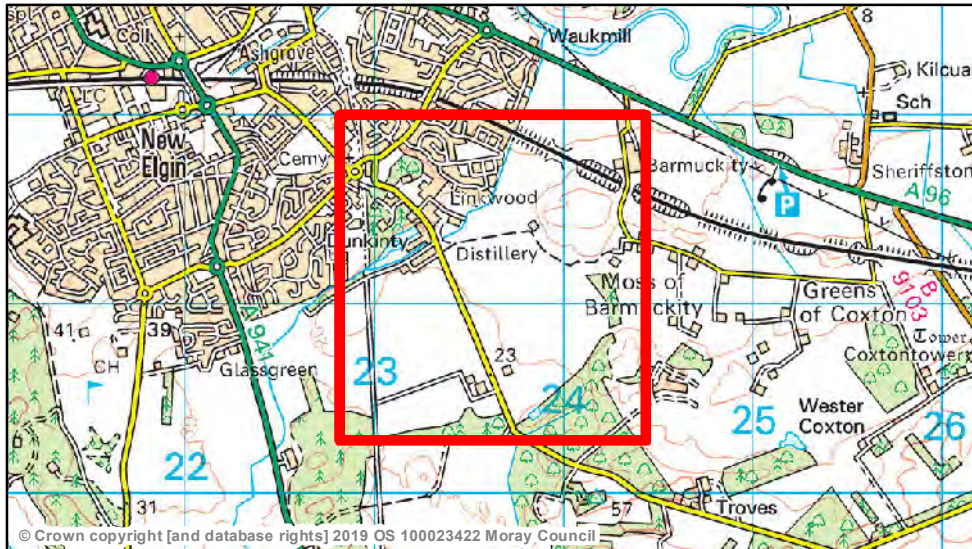 Coll
Ashgrove
Waukmill
8
Kilcua
Sch
LC
New
Elgin
Cemy
Barmuckity
Sheriffston
A 96
P
Linkwood
Dunkinty
Distillery
Moss of
Barmuckity
Greens
of Coxton
B
9103
Tower
Coxtontower
A 941
41
39
CH
Glassgreen
23
23
24
25
26
Wester
Coxton
22
31
57
Troves
© Crown copyright [and database rights] 2019 OS 100023422 Moray Council